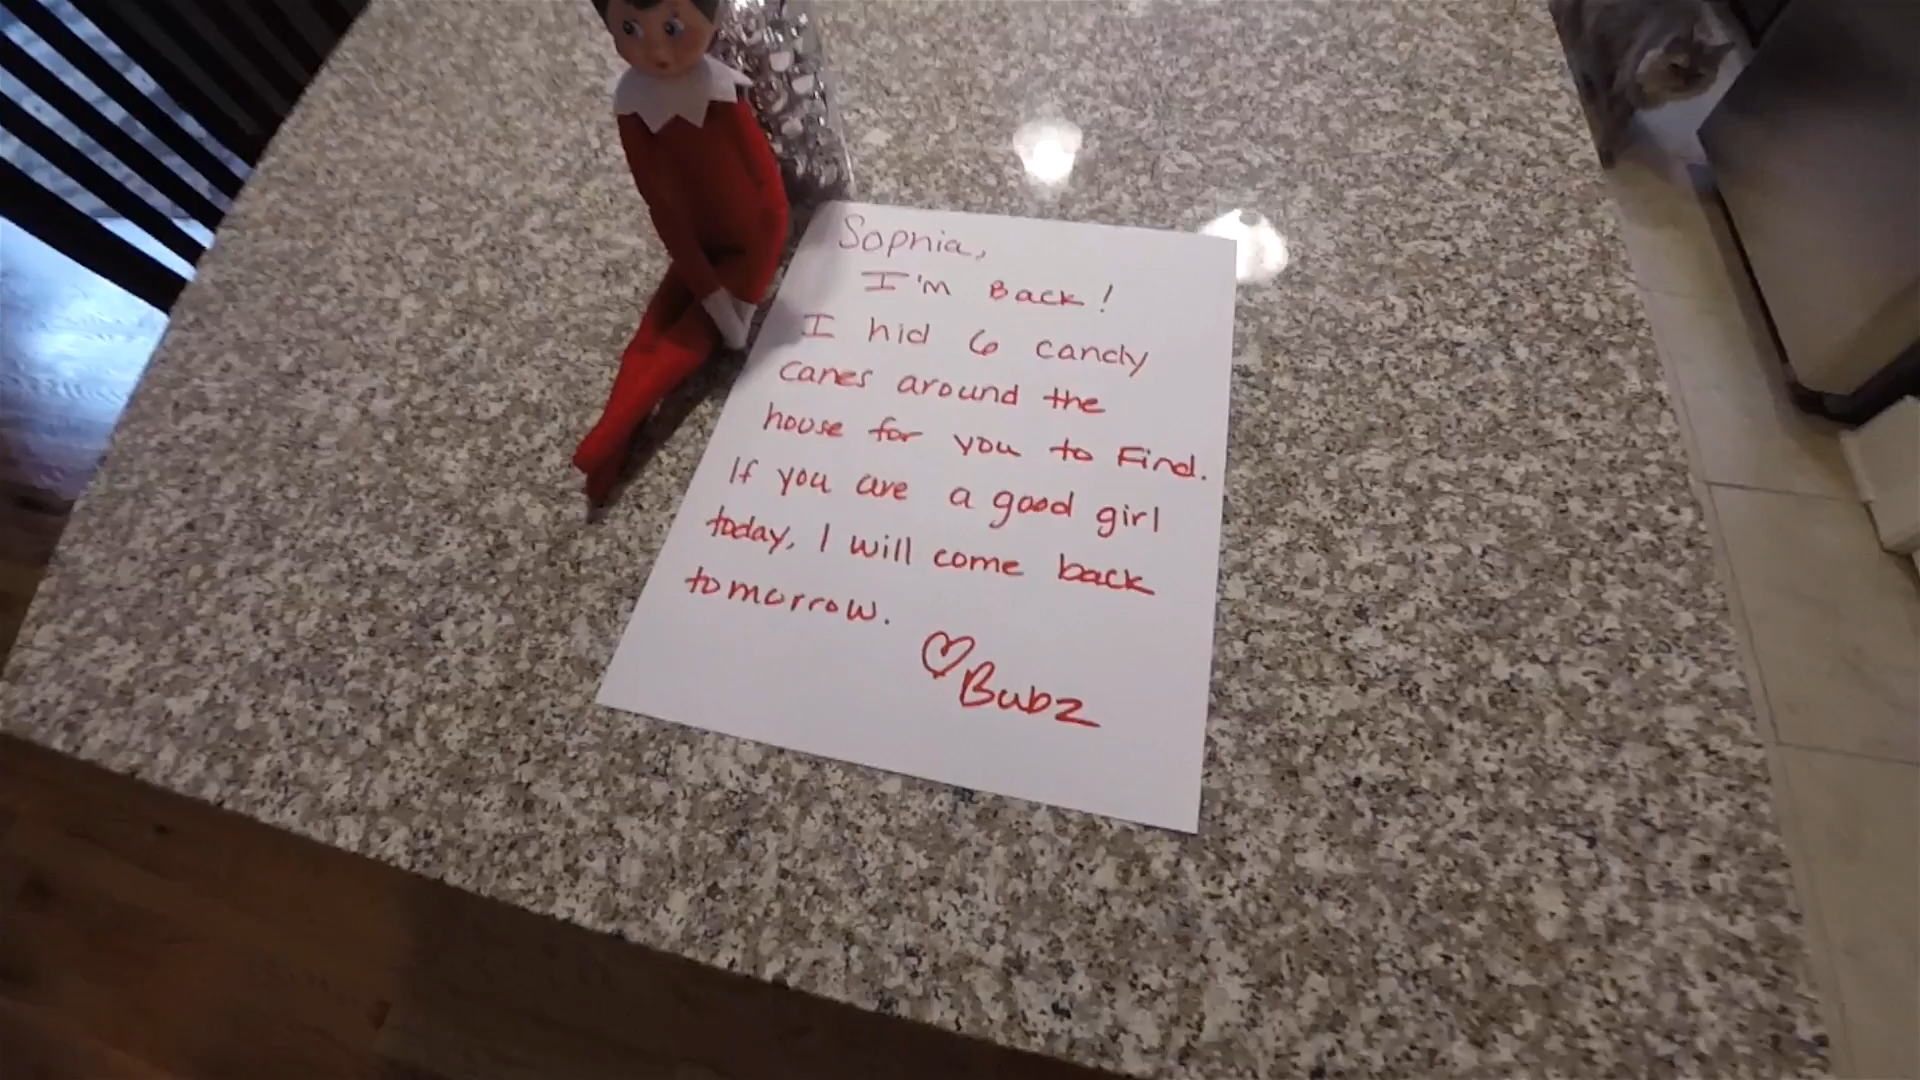 Sophia,
I'm Back!
I hid 6 candy
canes around the
house for you to Find.
If you are a good girl
today, I will come back
tomorrow.
♡Bubz